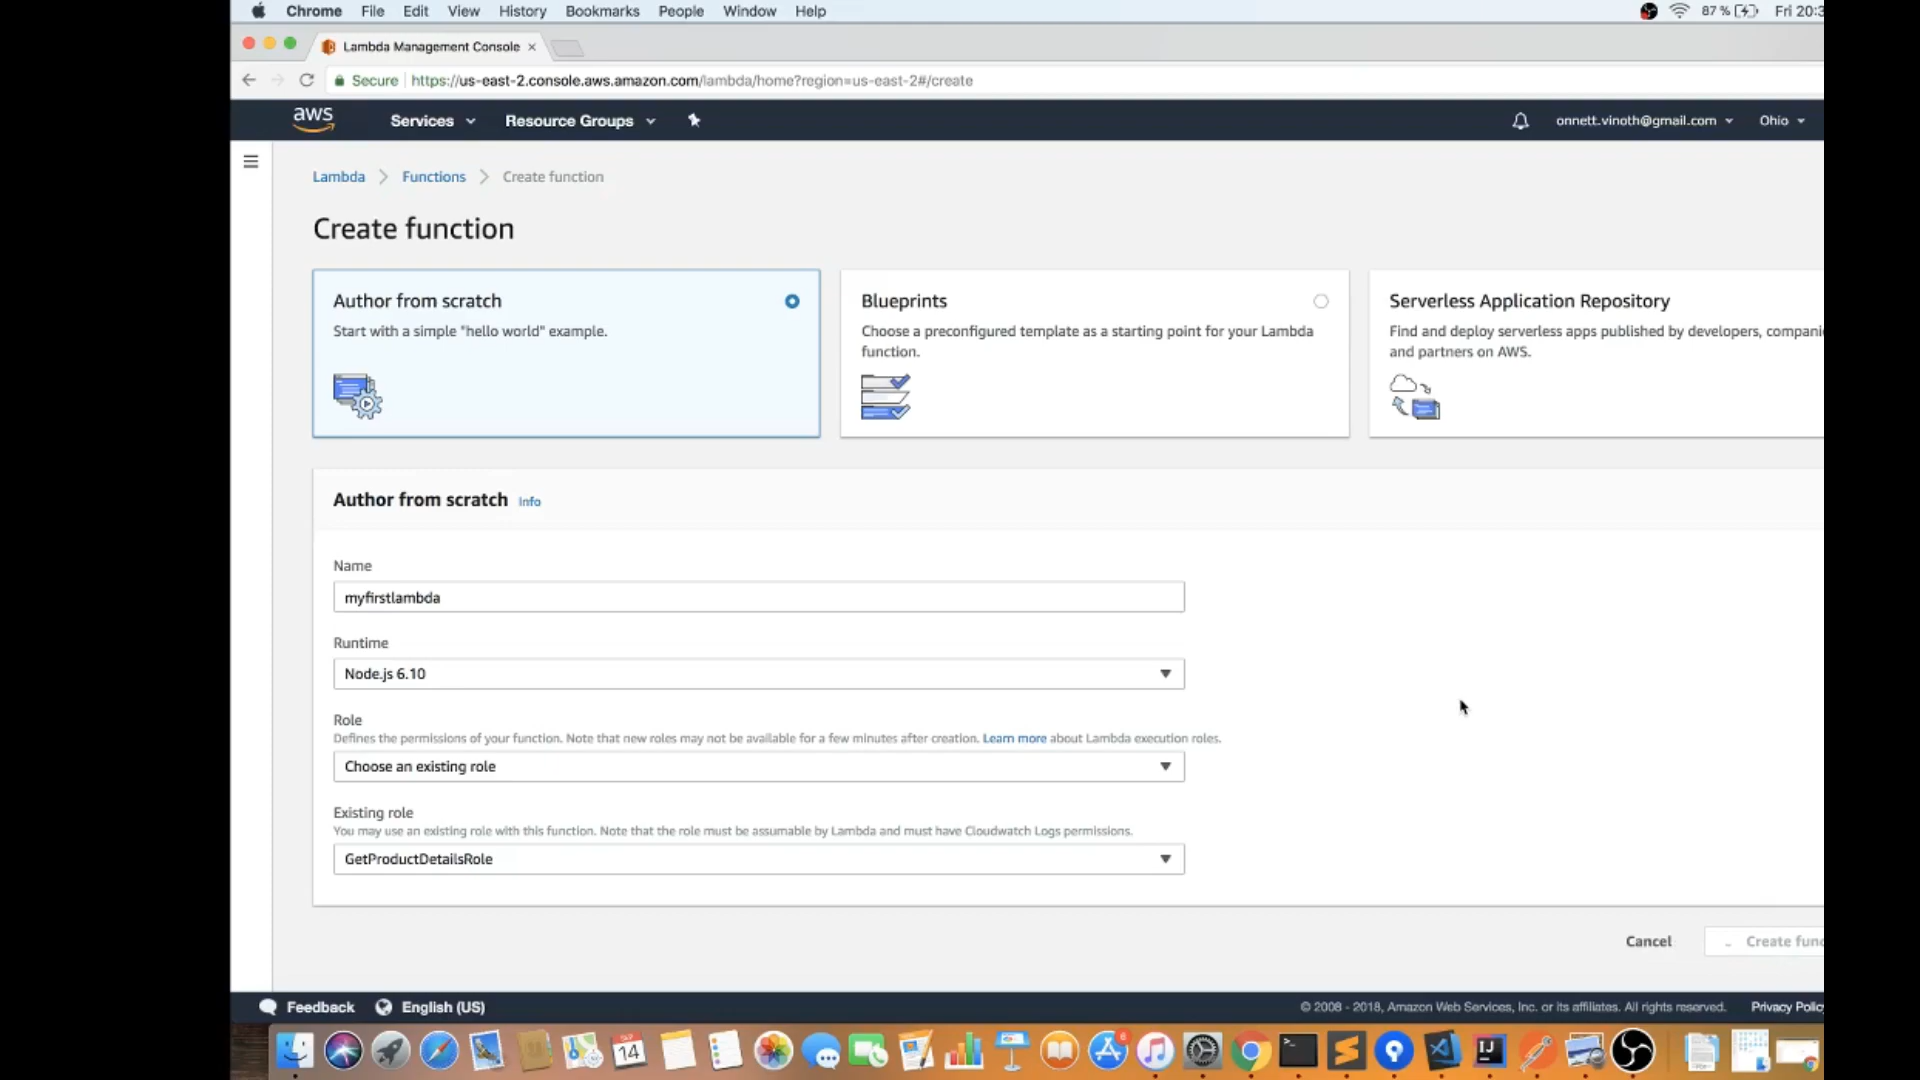 Chrome File Edit View History Bookmarks People Window Help 87% Fri 20:3
Lambda Management Console ×
Secure https://us-east-2.console.aws.amazon.com/lambda/home?region=us-east-2#/create
aws Services Resource Groups onnett.vinoth@gmail.com Ohio
Lambda Functions Create function
Create function
Author from scratch
Start with a simple "hello world" example.
Blueprints
Choose a preconfigured template as a starting point for your Lambda
function.
Serverless Application Repository
Find and deploy serverless apps published by developers, compani
and partners on AWS.
Author from scratch Info
Name
myfirstlambda
Runtime
Node.js 6.10
Role
Defines the permissions of your function. Note that new roles may not be available for a few minutes after creation. Learn more about Lambda execution roles.
Choose an existing role
Existing role
You may use an existing role with this function. Note that the role must be assumable by Lambda and must have Cloudwatch Logs permissions.
GetProductDetailsRole
Cancel Create func
Feedback English (US) © 2008 - 2018, Amazon Web Services, Inc. or its affiliates. All rights reserved. Privacy Polic
14